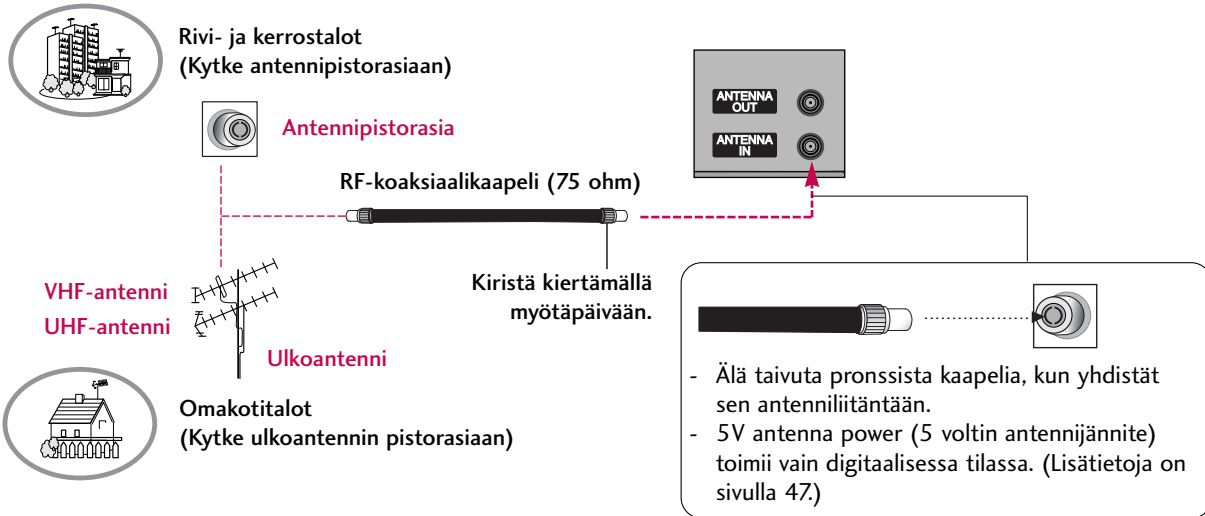 Rivi- ja kerrostalot
(Kytke antennipistorasiaan)
Antennipistorasia
ANTENNA
OUT
ANTENNA
IN
RF-koaksiaalikaapeli (75 ohm)
Kiristä kiertämällä
myötäpäivään.
VHF-antenni
UHF-antenni
Ulkoantenni
Omakotitalot
(Kytke ulkoantennin pistorasiaan)
- Älä taivuta pronssista kaapelia, kun yhdistät
sen antenniliitäntään.
- 5V antenna power (5 voltin antennijännite)
toimii vain digitaalisessa tilassa. (Lisätietoja on
sivulla 47.)